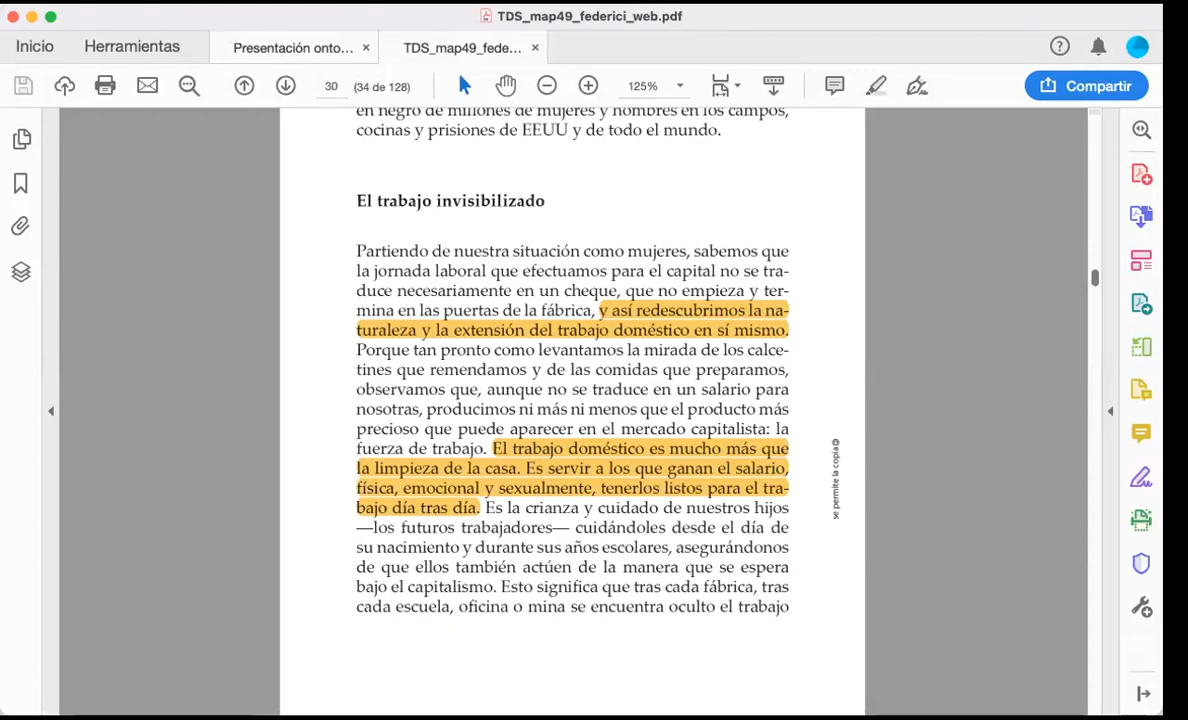 TDS_map49_federici_web.pdf
Inicio
Herramientas
Presentación onto...
×
TDS_map49_fede...
×
30
(34 de 128)
125%
Compartir
en negro de millones de mujeres y hombres en los campos,
cocinas y prisiones de EEUU y de todo el mundo.
El trabajo invisibilizado
Partiendo de nuestra situación como mujeres, sabemos que
la jornada laboral que efectuamos para el capital no se tra-
duce necesariamente en un cheque, que no empieza y ter-
mina en las puertas de la fábrica, y así redescubrimos la na-
turaleza y la extensión del trabajo doméstico en sí mismo.
Porque tan pronto como levantamos la mirada de los calce-
tines que remendamos y de las comidas que preparamos,
observamos que, aunque no se traduce en un salario para
nosotras, producimos ni más ni menos que el producto más
precioso que puede aparecer en el mercado capitalista: la
fuerza de trabajo. El trabajo doméstico es mucho más que
la limpieza de la casa. Es servir a los que ganan el salario,
física, emocional y sexualmente, tenerlos listos para el tra-
bajo día tras día. Es la crianza y cuidado de nuestros hijos
—los futuros trabajadores— cuidándoles desde el día de
su nacimiento y durante sus años escolares, asegurándonos
de que ellos también actúen de la manera que se espera
bajo el capitalismo. Esto significa que tras cada fábrica, tras
cada escuela, oficina o mina se encuentra oculto el trabajo
se permite la copia©